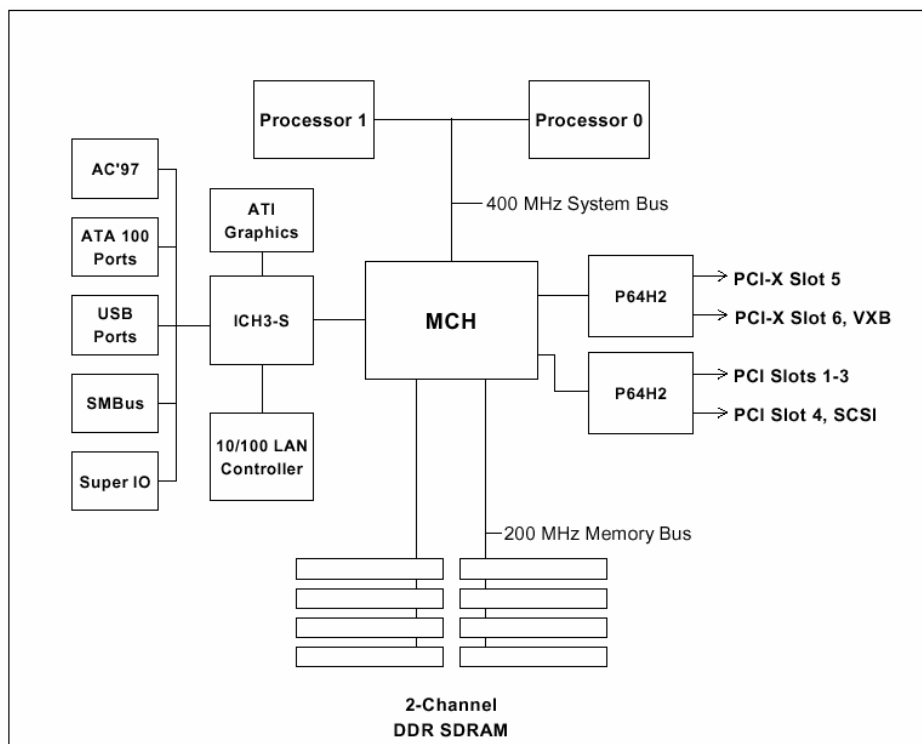 Processor 1
Processor 0
AC'97
400 MHz System Bus
ATI
Graphics
ATA 100
Ports
P64H2
PCI-X Slot 5
PCI-X Slot 6, VXB
USB
Ports
ICH3-S
MCH
P64H2
PCI Slots 1-3
PCI Slot 4, SCSI
SMBus
10/100 LAN
Controller
Super IO
200 MHz Memory Bus
2-Channel
DDR SDRAM